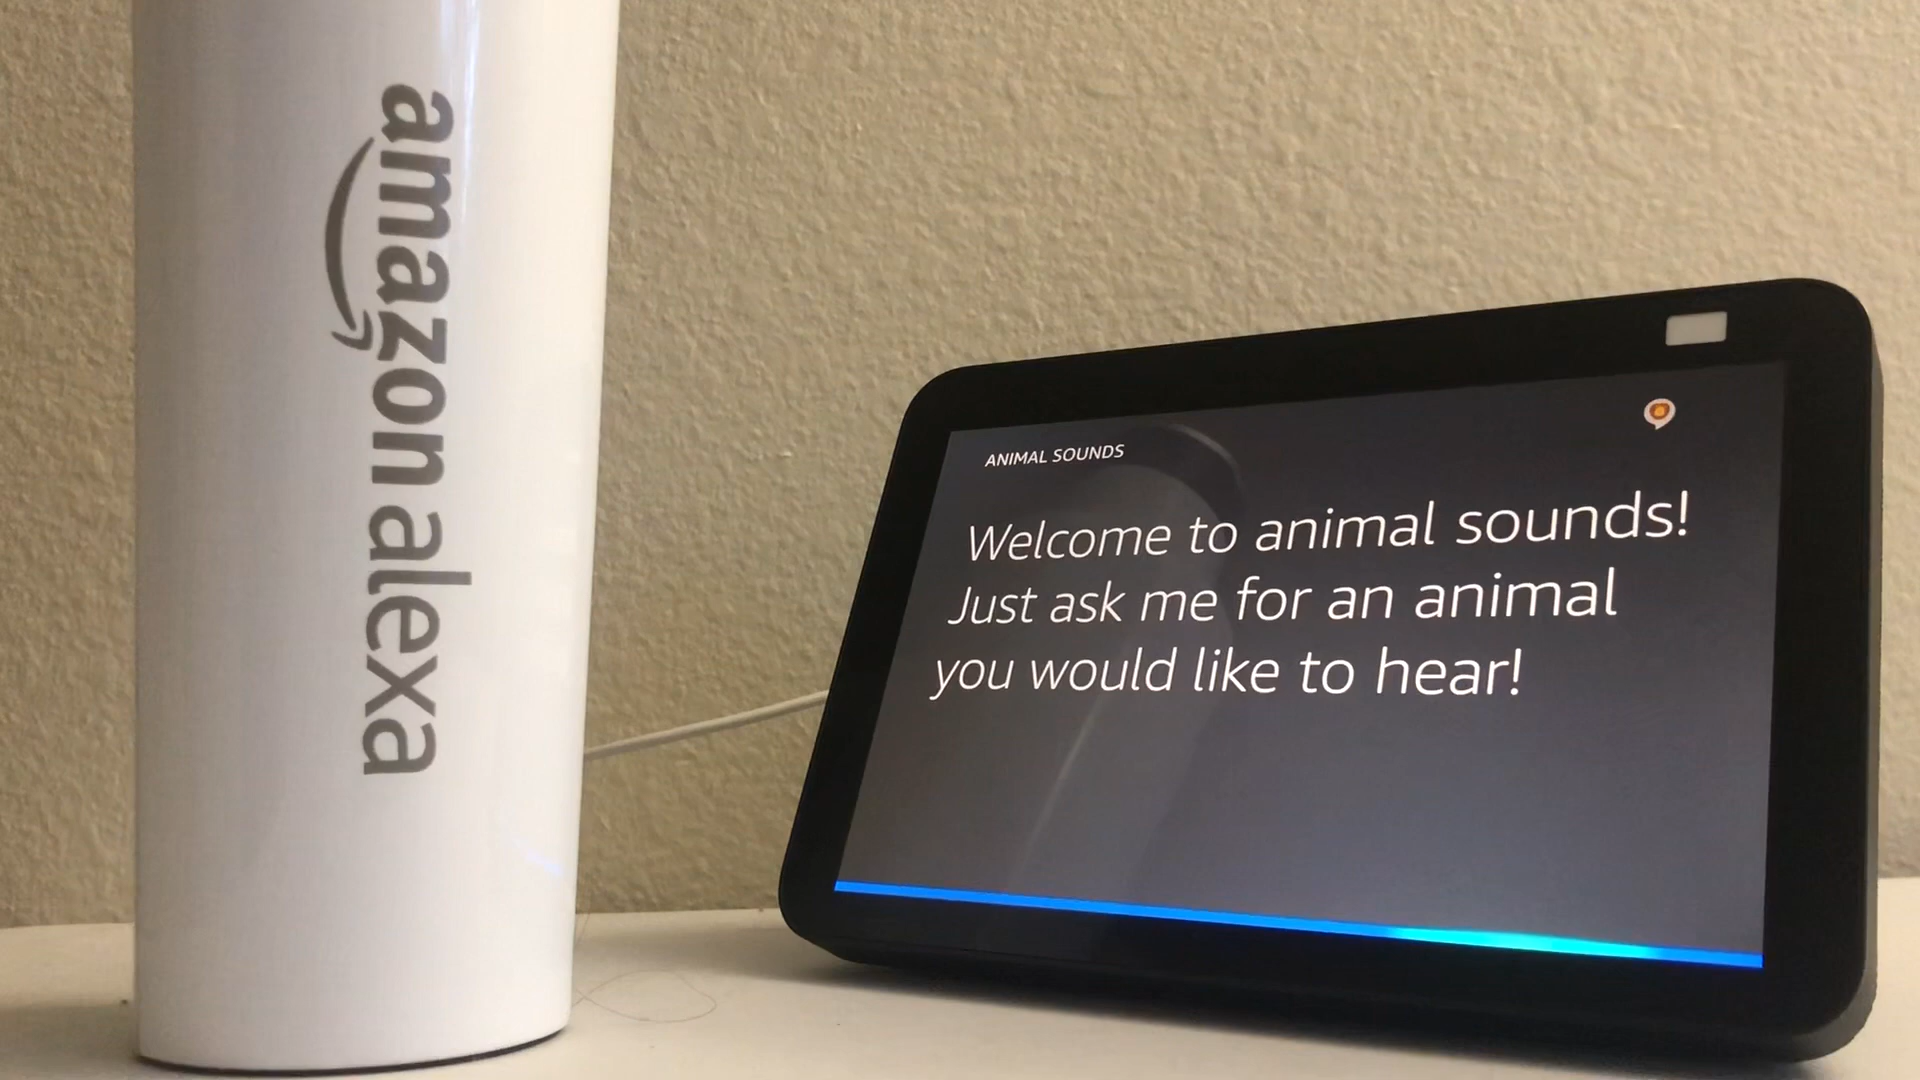 amazon alexa
ANIMAL SOUNDS
Welcome to animal sounds!
Just ask me for an animal
you would like to hear!